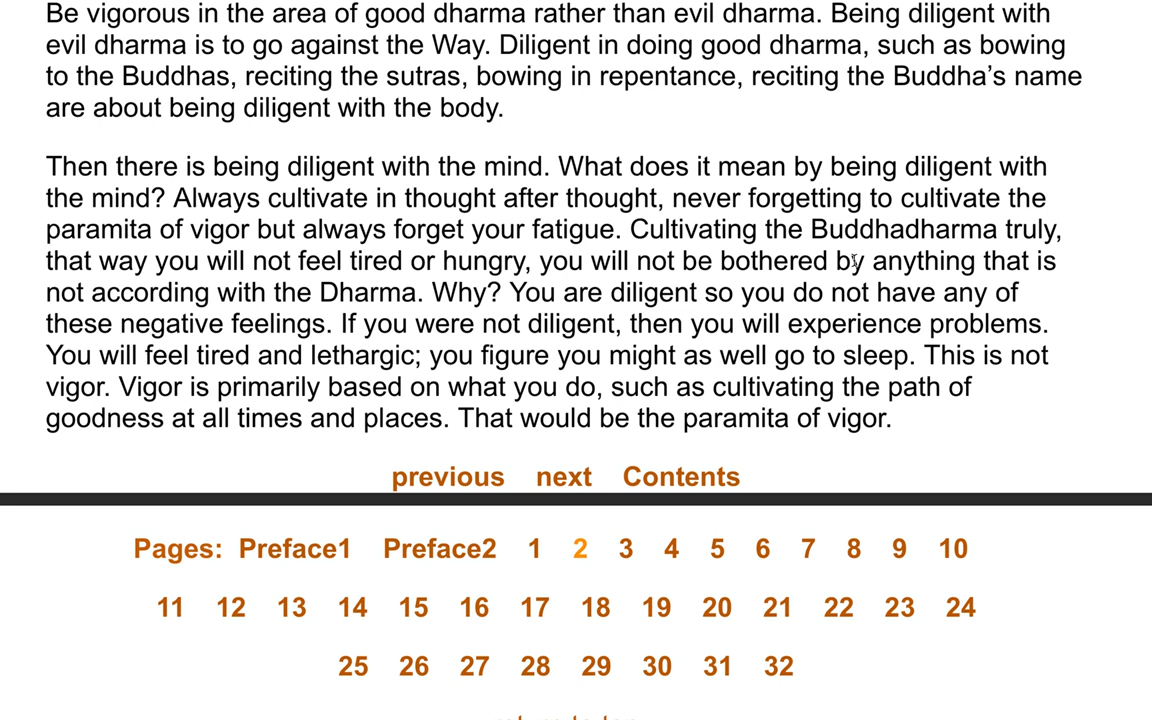 Be vigorous in the area of good dharma rather than evil dharma. Being diligent with
evil dharma is to go against the Way. Diligent in doing good dharma, such as bowing
to the Buddhas, reciting the sutras, bowing in repentance, reciting the Buddha’s name
are about being diligent with the body.
Then there is being diligent with the mind. What does it mean by being diligent with
the mind? Always cultivate in thought after thought, never forgetting to cultivate the
paramita of vigor but always forget your fatigue. Cultivating the Buddhadharma truly,
that way you will not feel tired or hungry, you will not be bothered by anything that is
not according with the Dharma. Why? You are diligent so you do not have any of
these negative feelings. If you were not diligent, then you will experience problems.
You will feel tired and lethargic; you figure you might as well go to sleep. This is not
vigor. Vigor is primarily based on what you do, such as cultivating the path of
goodness at all times and places. That would be the paramita of vigor.
previous next Contents
Pages: Preface1 Preface2 1 2 3 4 5 6 7 8 9 10
11 12 13 14 15 16 17 18 19 20 21 22 23 24
25 26 27 28 29 30 31 32